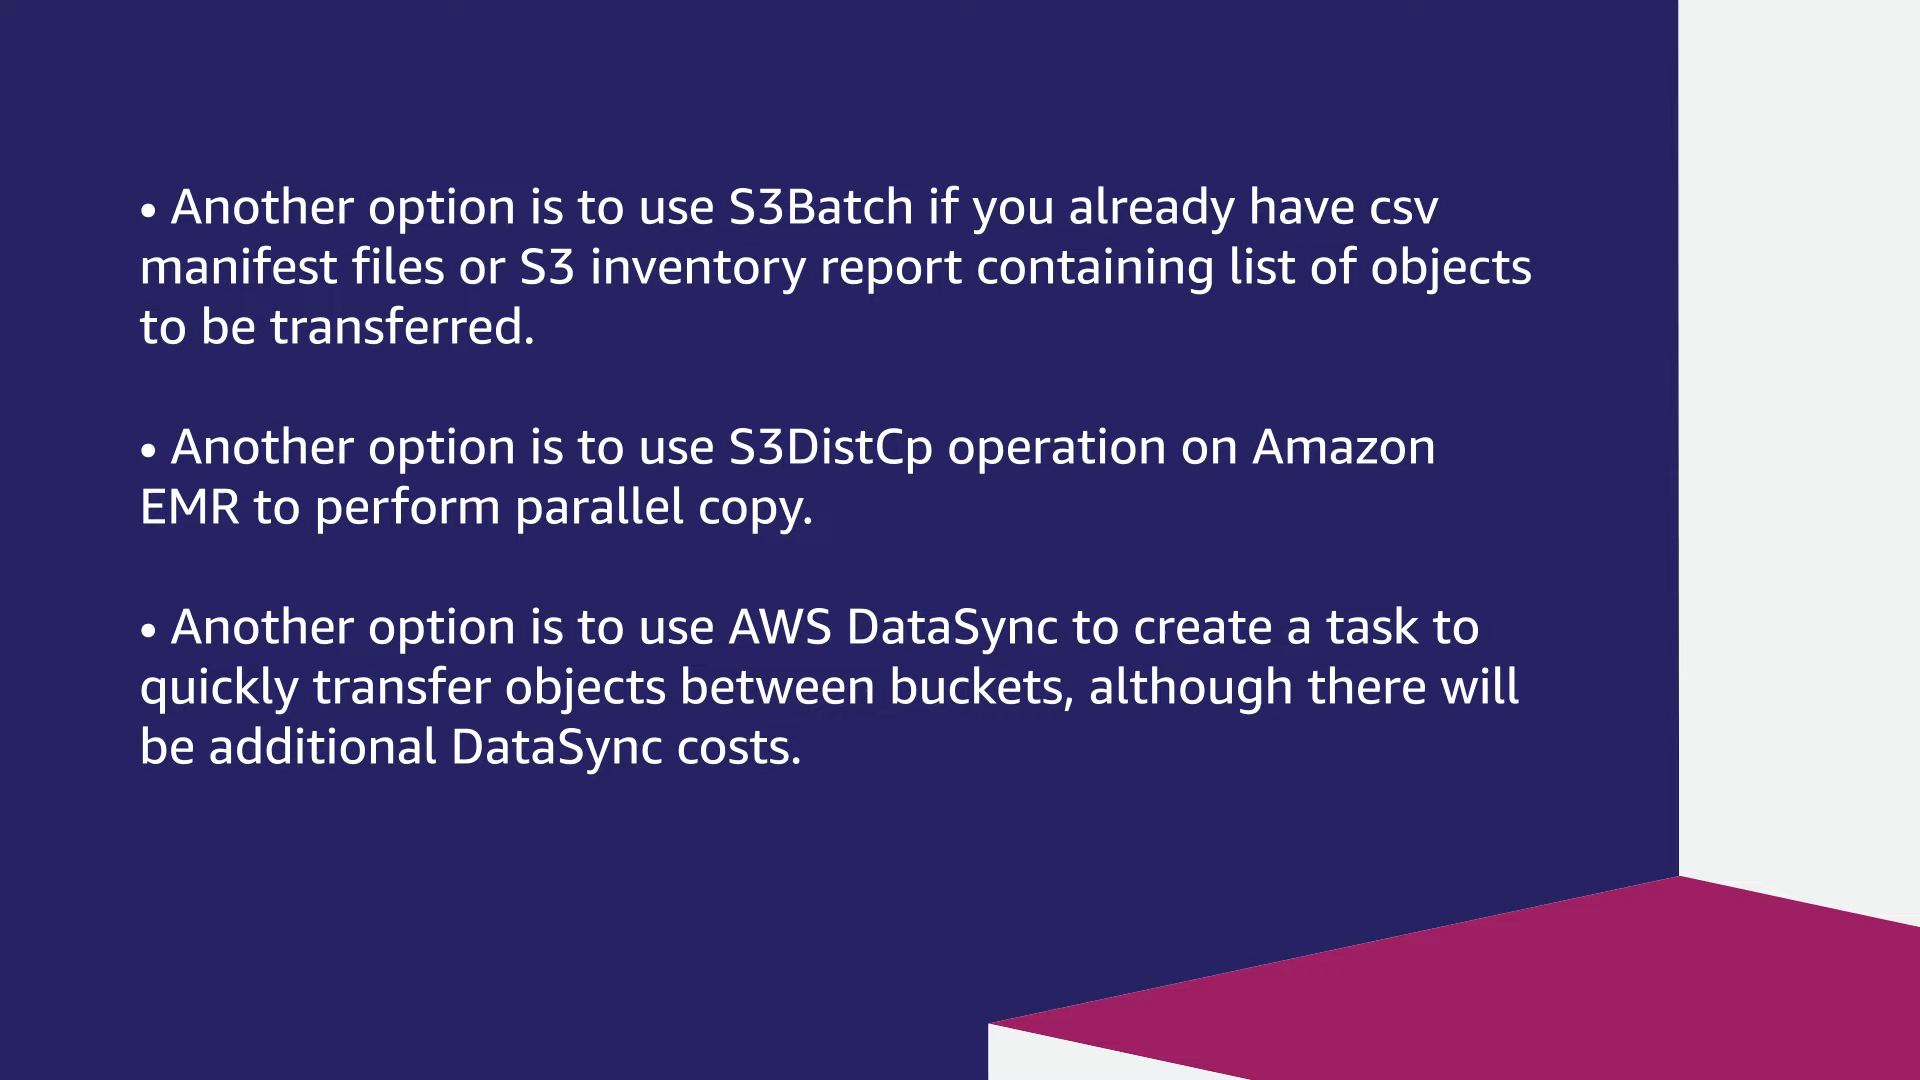 • Another option is to use S3Batch if you already have csv
manifest files or S3 inventory report containing list of objects
to be transferred.
• Another option is to use S3DistCp operation on Amazon
EMR to perform parallel copy.
• Another option is to use AWS DataSync to create a task to
quickly transfer objects between buckets, although there will
be additional DataSync costs.